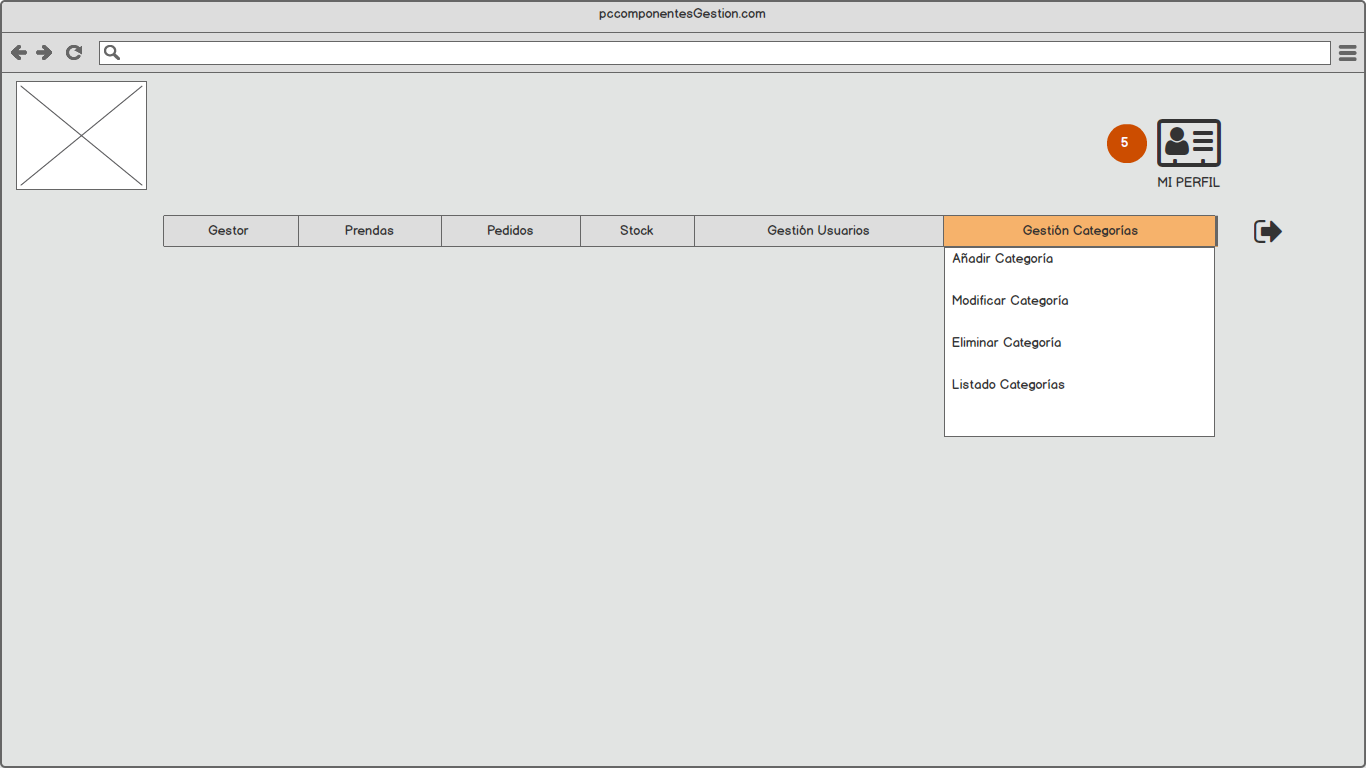 pccomponentesGestion.com
5
MI PERFIL
Gestor
Prendas
Pedidos
Stock
Gestión Usuarios
Gestión Categorías
Añadir Categoría
Modificar Categoría
Eliminar Categoría
Listado Categorías